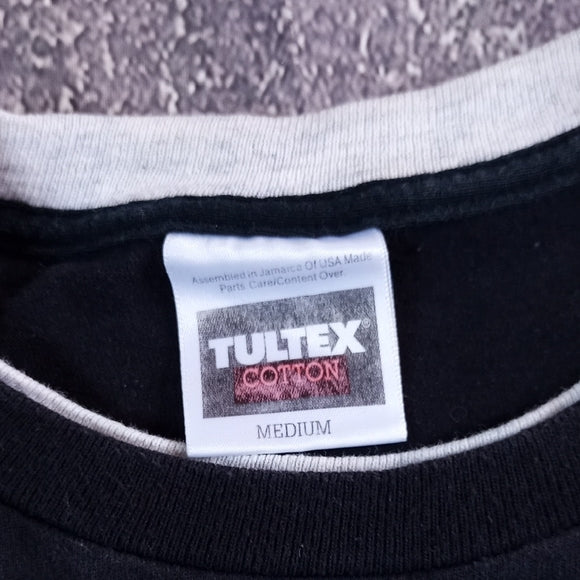 Assembled in Jamaica Of USA Made
Parts Care/Content Over.
TULTEX®
COTTON
MEDIUM